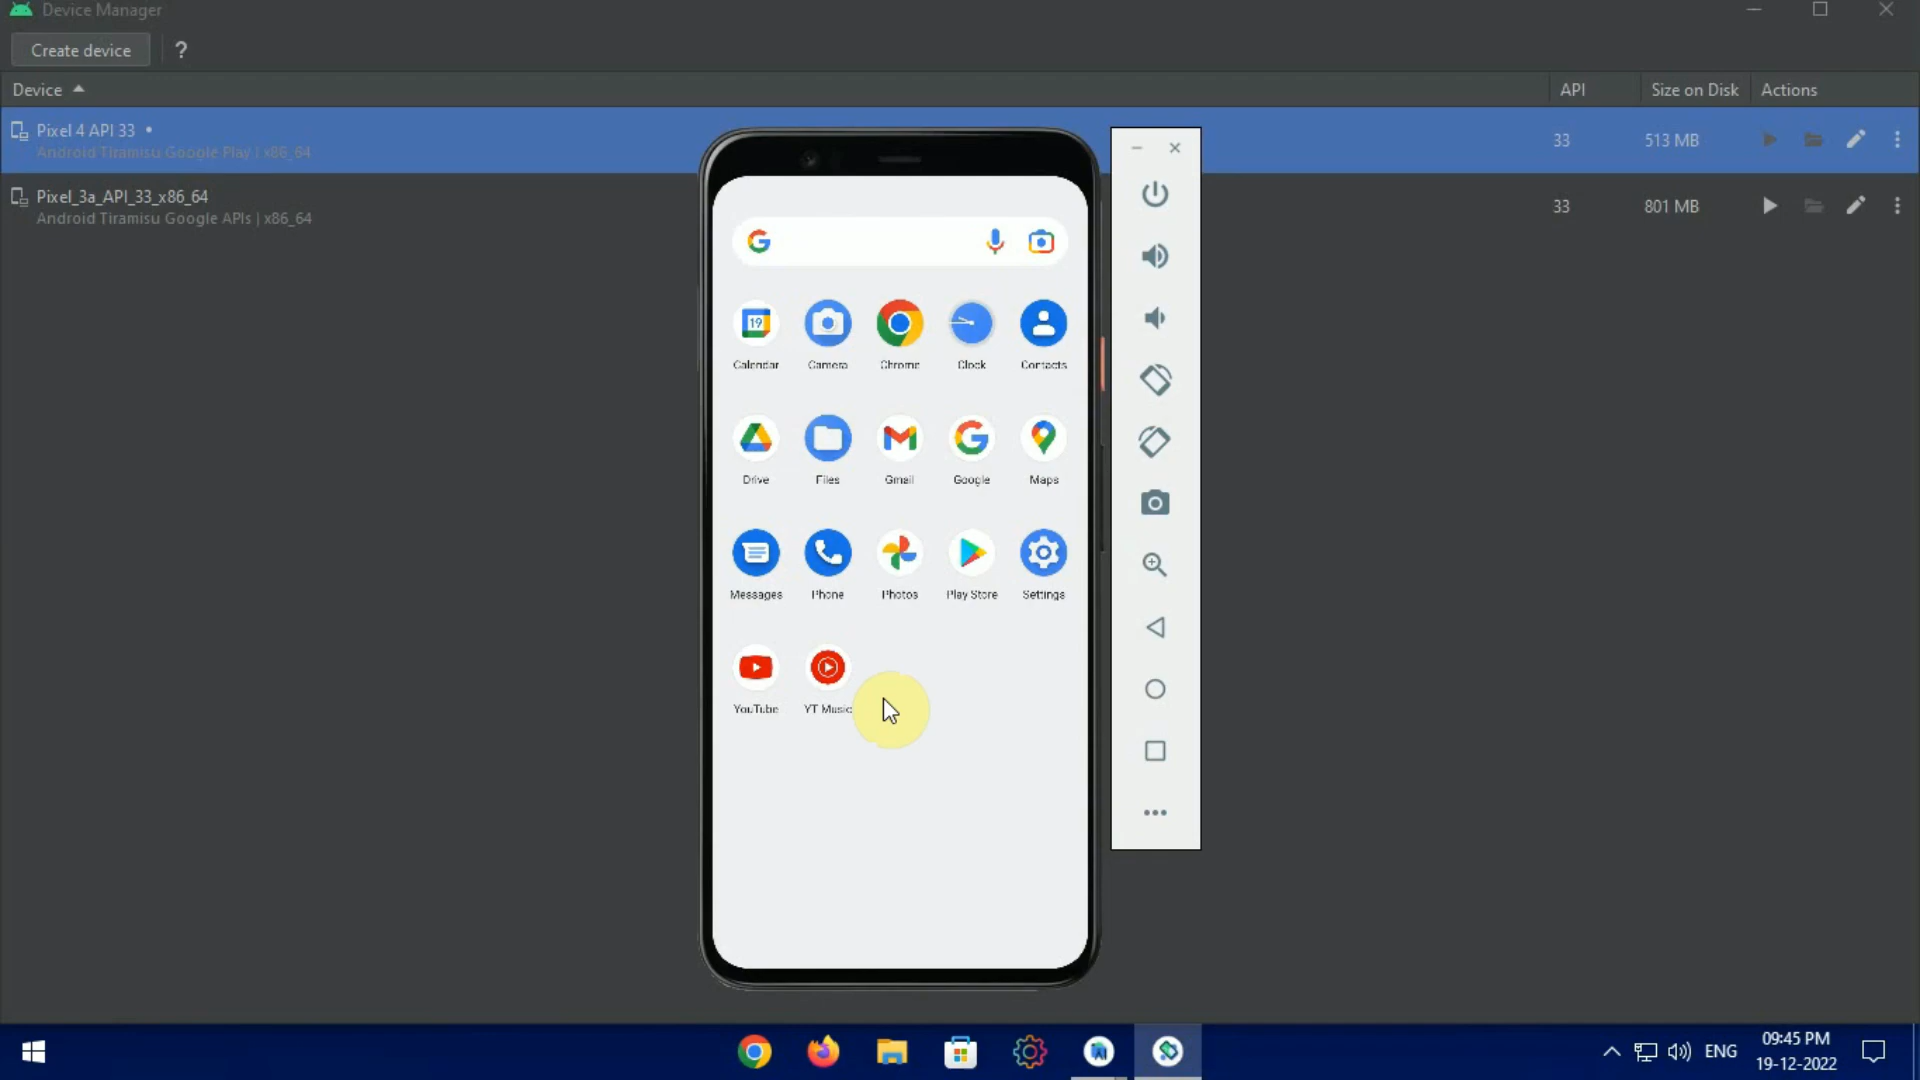 Device Manager
Create device ?
Device API Size on Disk Actions
Pixel 4 API 33 • 33 513 MB
Android Tiramisu Google Play | x86_64
Pixel_3a_API_33_x86_64 33 801 MB
Android Tiramisu Google APIs | x86_64
19
Calendar Camera Chrome Clock Contacts
Drive Files Gmail Google Maps
Messages Phone Photos Play Store Settings
YouTube YT Music
ENG
09:45 PM
19-12-2022